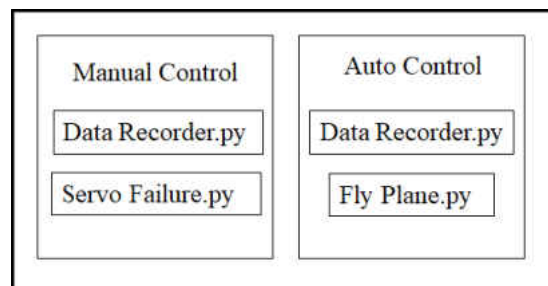 Manual Control
Data Recorder.py
Servo Failure.py
Auto Control
Data Recorder.py
Fly Plane.py